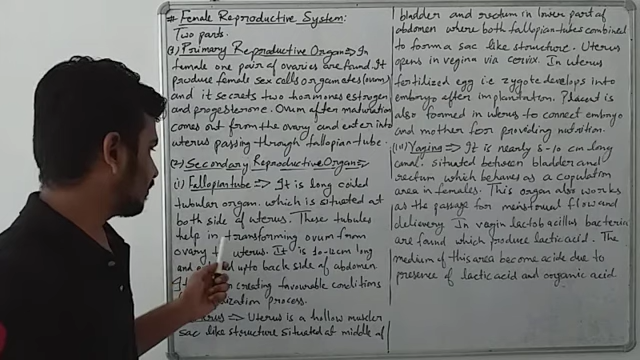 # Female Reproductive System:
Two parts.
(1) Primary Reproductive Organ => In
female one pair of ovaries are found. It
produce female sex cells or gametes (ovum)
and it secrets two hormones estrogen
and progesterone. Ovum after maturation
comes out from the ovary and enter into
uterus passing through fallopian tube.
(2) Secondary Reproductive Organ =>
(i) Fallopian tube => It is long coiled
tubular organ. which is situated at
both side of uterus. These tubules
help in transforming ovum from
ovary uterus. It is 10-12cm long
and upto back side of abdomen
in creating favourable conditions
process.
=> Uterus is a hollow muscler
sac like structure situated at middle of
bladder and rectum in lower part of
abdomen where both fallopian tubes combined
to form a sac like structure. Uterus
opens in vegina via cervix. In uterus
fertilized egg i.e zygote develops into
embryo after implantation. Placent is
also formed in uterus to connect embryo
and mother foor providing nutrition.
(iii) Vagina => It is nearly 8-10 cm long
canal. situated between bladder and
rectum which behaves as a copulation
area in females. This organ also works
as the passage for menstrual flow and
delievery. In vegin lactobacillus bacteria
are found which produce lactic acid. The
medium of this area become acidic due to
presence of lactic acid and organic acid